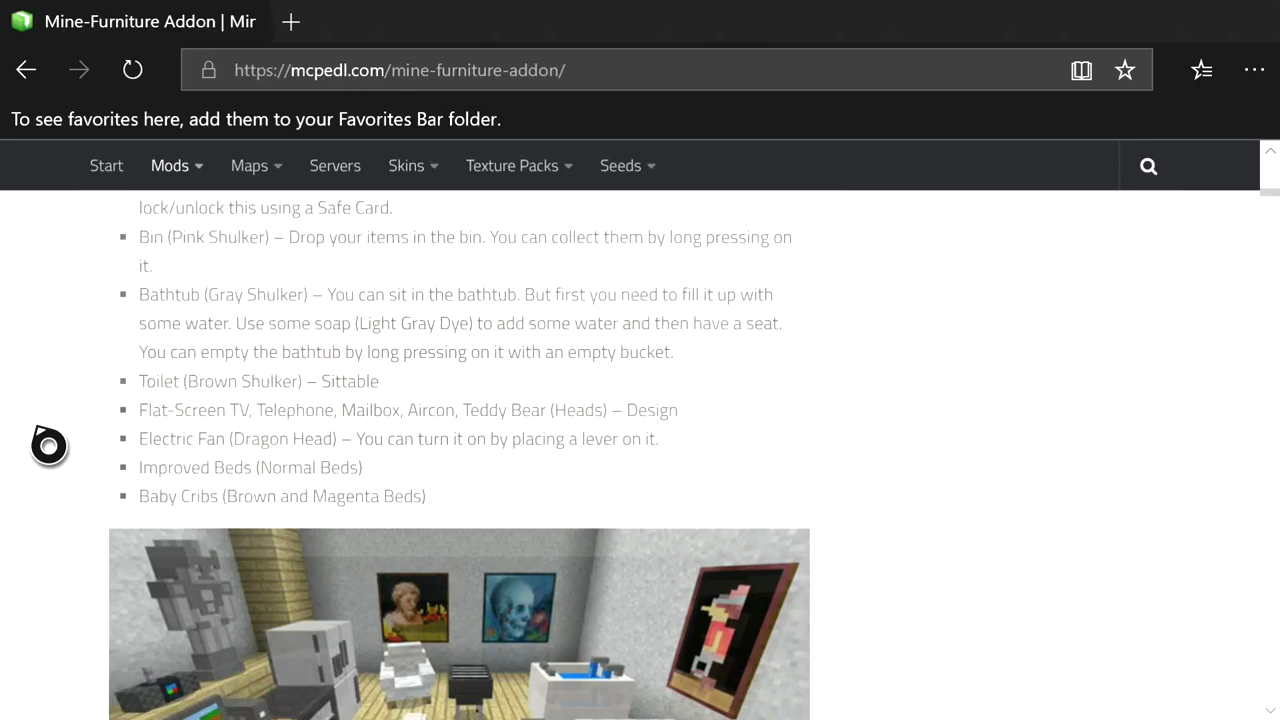 Mine-Furniture Addon | Mir
https://mcpedl.com/mine-furniture-addon/
To see favorites here, add them to your Favorites Bar folder.
Start Mods Maps Servers Skins Texture Packs Seeds
lock/unlock this using a Safe Card.
Bin (Pink Shulker) – Drop your items in the bin. You can collect them by long pressing on
it.
Bathtub (Gray Shulker) – You can sit in the bathtub. But first you need to fill it up with
some water. Use some soap (Light Gray Dye) to add some water and then have a seat.
You can empty the bathtub by long pressing on it with an empty bucket.
Toilet (Brown Shulker) – Sittable
Flat-Screen TV, Telephone, Mailbox, Aircon, Teddy Bear (Heads) – Design
Electric Fan (Dragon Head) – You can turn it on by placing a lever on it.
Improved Beds (Normal Beds)
Baby Cribs (Brown and Magenta Beds)